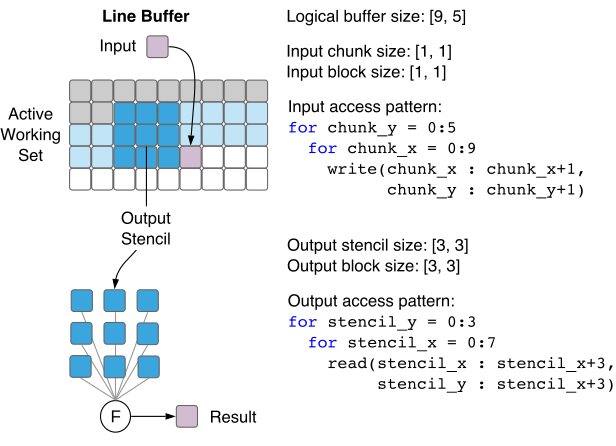 Line Buffer
Input
Active
Working
Set
Output
Stencil
F
Result
Logical buffer size: [9, 5]
Input chunk size: [1, 1]
Input block size: [1, 1]
Input access pattern:
for chunk_y = 0:5
for chunk_x = 0:9
write(chunk_x : chunk_x+1,
chunk_y : chunk_y+1)
Output stencil size: [3, 3]
Output block size: [3, 3]
Output access pattern:
for stencil_y = 0:3
for stencil_x = 0:7
read(stencil_x : stencil_x+3,
stencil_y : stencil_x+3)